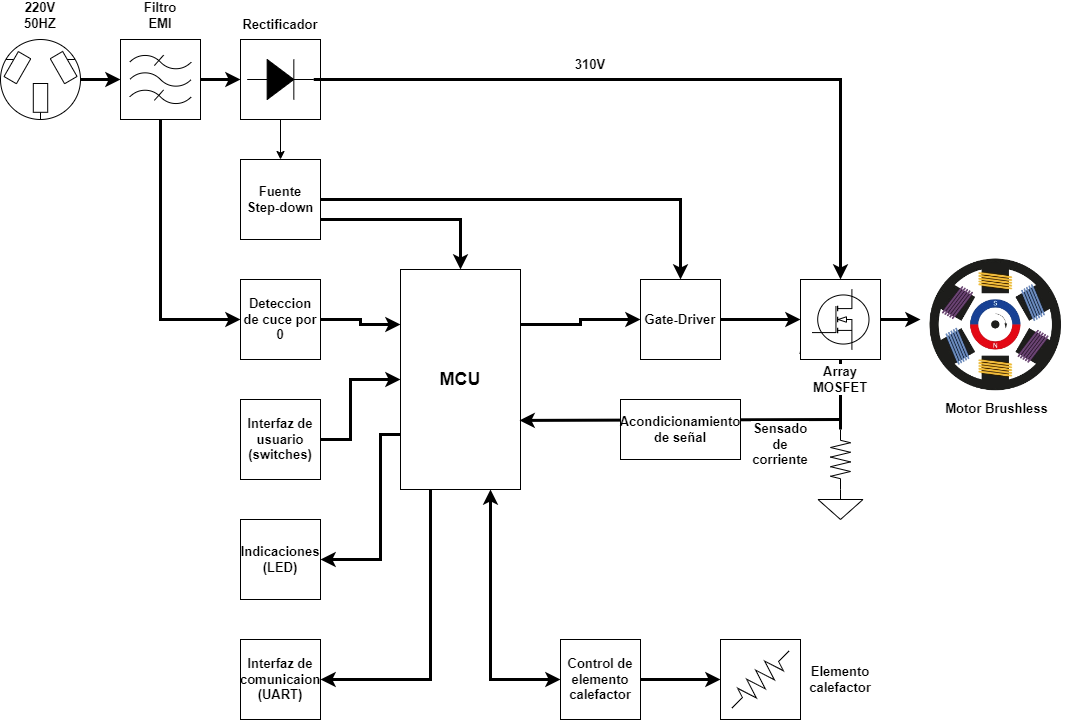 220V
50HZ
Filtro
EMI
Rectificador
310V
Fuente
Step-down
Deteccion
de cuce por
0
Gate-Driver
MCU
Array
MOSFET
S
N
Motor Brushless
Interfaz de
usuario
(switches)
Acondicionamiento
de señal
Sensado
de
corriente
Indicaciones
(LED)
Interfaz de
comunicaion
(UART)
Control de
elemento
calefactor
Elemento
calefactor